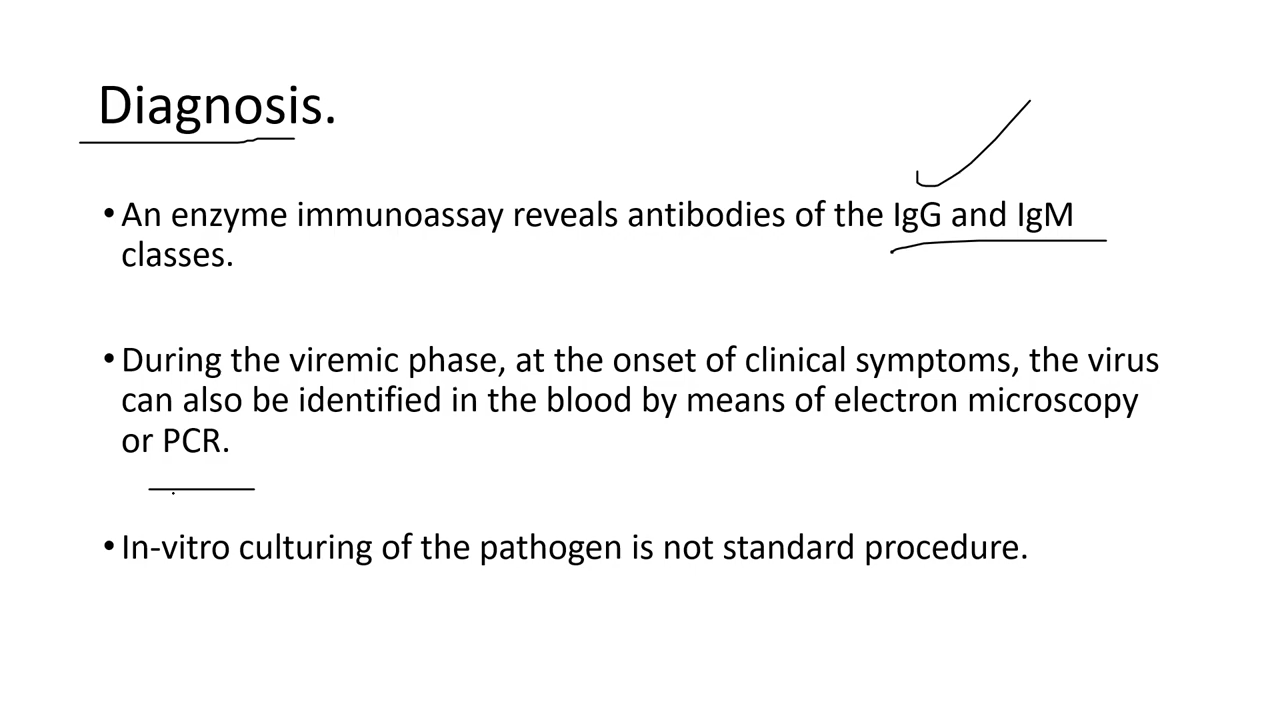 Diagnosis.
• An enzyme immunoassay reveals antibodies of the IgG and IgM
classes.
• During the viremic phase, at the onset of clinical symptoms, the virus
can also be identified in the blood by means of electron microscopy
or PCR.
• In-vitro culturing of the pathogen is not standard procedure.